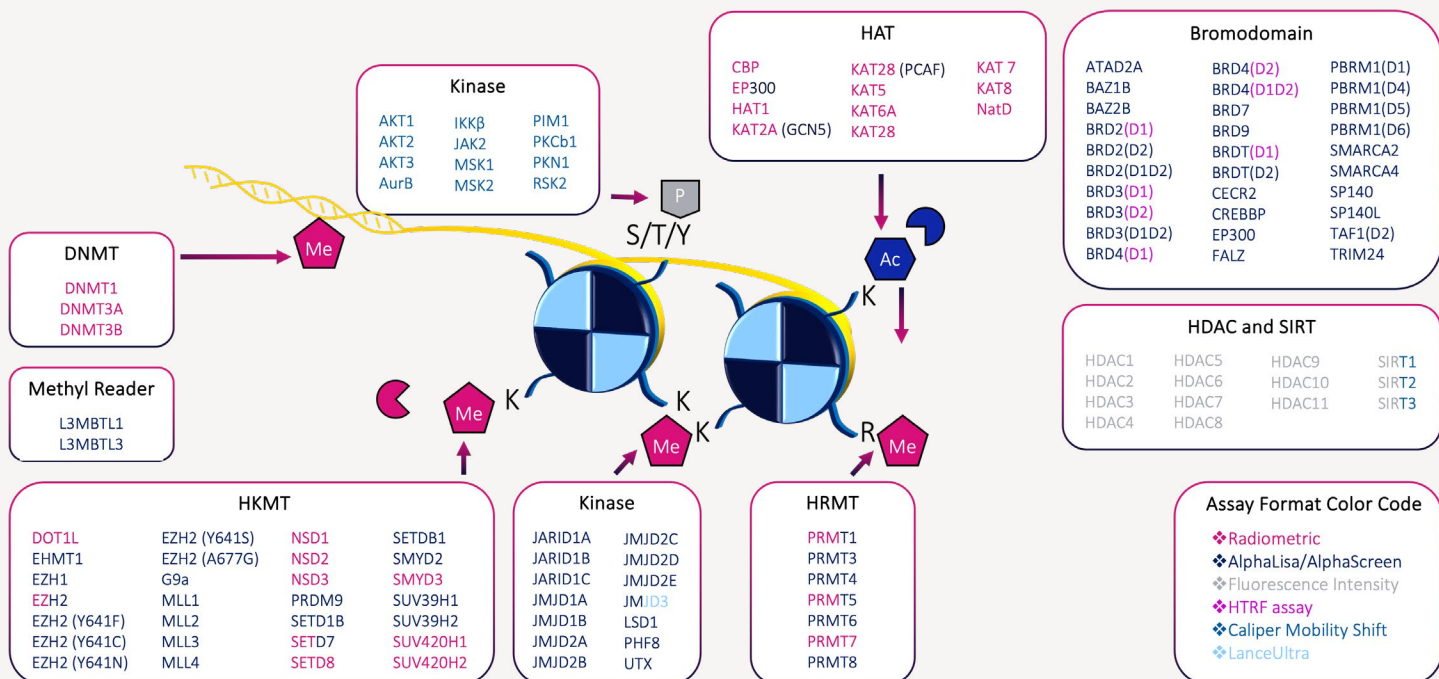 HAT
CBP
EP300
HAT1
KAT2A (GCN5)
KAT28 (PCAF)
KAT5
KAT6A
KAT28
KAT 7
KAT8
NatD
Bromodomain
ATAD2A
BAZ1B
BAZ2B
BRD2(D1)
BRD2(D2)
BRD2(D1D2)
BRD3(D1)
BRD3(D2)
BRD3(D1D2)
BRD4(D1)
BRD4(D2)
BRD4(D1D2)
BRD7
BRD9
BRDT(D1)
BRDT(D2)
CECR2
CREBBP
EP300
FALZ
PBRM1(D1)
PBRM1(D4)
PBRM1(D5)
PBRM1(D6)
SMARCA2
SMARCA4
SP140
SP140L
TAF1(D2)
TRIM24
Kinase
AKT1
AKT2
AKT3
AurB
IKKβ
JAK2
MSK1
MSK2
PIM1
PKCb1
PKN1
RSK2
P
S/T/Y
Me
Ac
K
DNMT
DNMT1
DNMT3A
DNMT3B
Methyl Reader
L3MBTL1
L3MBTL3
Me
K
K
Me
K
R
Me
HDAC and SIRT
HDAC1
HDAC2
HDAC3
HDAC4
HDAC5
HDAC6
HDAC7
HDAC8
HDAC9
HDAC10
HDAC11
SIRT1
SIRT2
SIRT3
HKMT
DOT1L
EHMT1
EZH1
EZH2
EZH2 (Y641F)
EZH2 (Y641C)
EZH2 (Y641N)
EZH2 (Y641S)
EZH2 (A677G)
G9a
MLL1
MLL2
MLL3
MLL4
NSD1
NSD2
NSD3
PRDM9
SETD1B
SETD7
SETD8
SETDB1
SMYD2
SMYD3
SUV39H1
SUV39H2
SUV420H1
SUV420H2
Kinase
JARID1A
JARID1B
JARID1C
JMJD1A
JMJD1B
JMJD2A
JMJD2B
JMJD2C
JMJD2D
JMJD2E
JMJD3
LSD1
PHF8
UTX
HRMT
PRMT1
PRMT3
PRMT4
PRMT5
PRMT6
PRMT7
PRMT8
Assay Format Color Code
❖Radiometric
❖AlphaLisa/AlphaScreen
❖Fluorescence Intensity
❖HTRF assay
❖Caliper Mobility Shift
❖LanceUltra